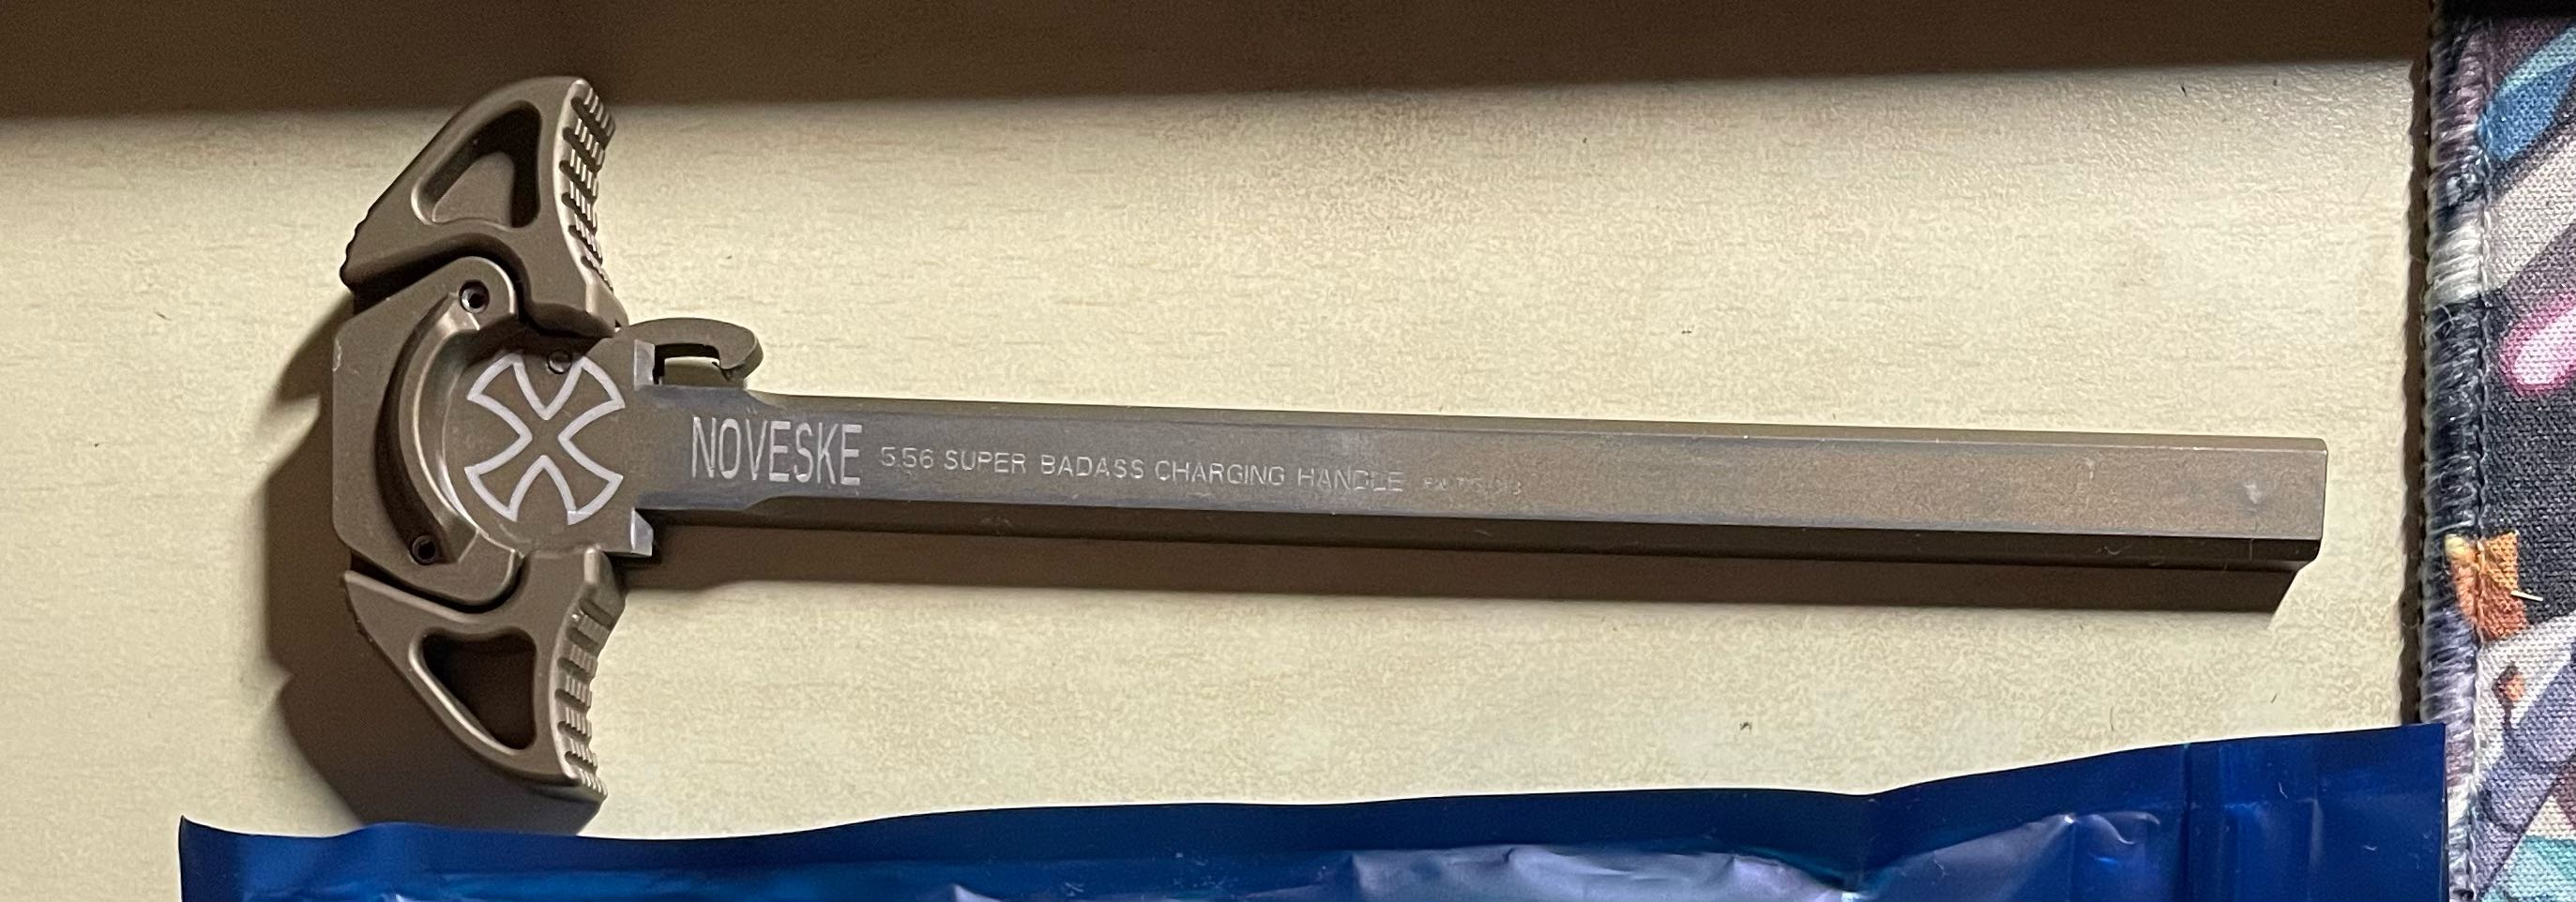 NOVESKE 5.56 SUPER BADASS CHARGING HANDLE